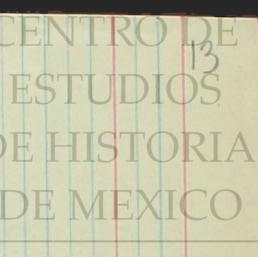 CENTRO DE
13
ESTUDIOS
DE HISTORIA
DE MEXICO